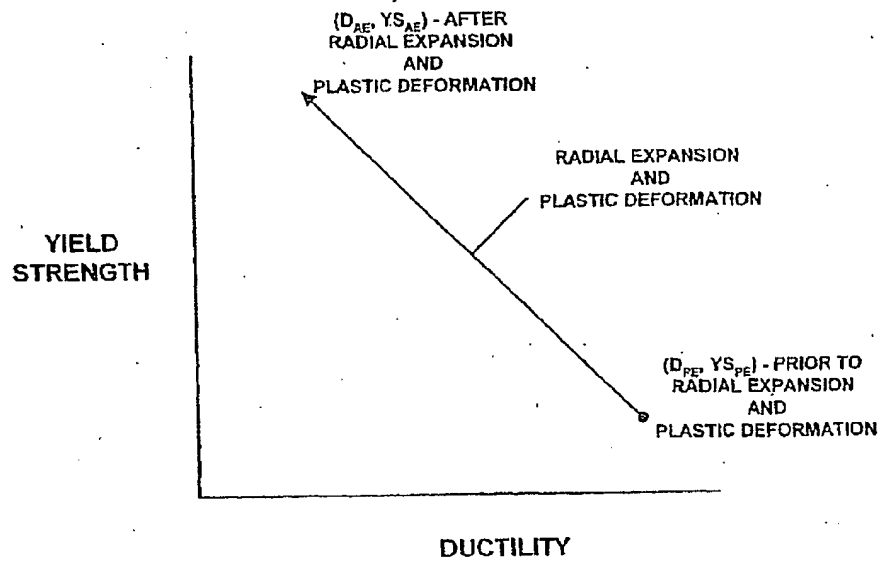 (D_AE, YS_AE) - AFTER
RADIAL EXPANSION
AND
PLASTIC DEFORMATION
RADIAL EXPANSION
AND
PLASTIC DEFORMATION
YIELD
STRENGTH
(D_PE, YS_PE) - PRIOR TO
RADIAL EXPANSION
AND
PLASTIC DEFORMATION
DUCTILITY